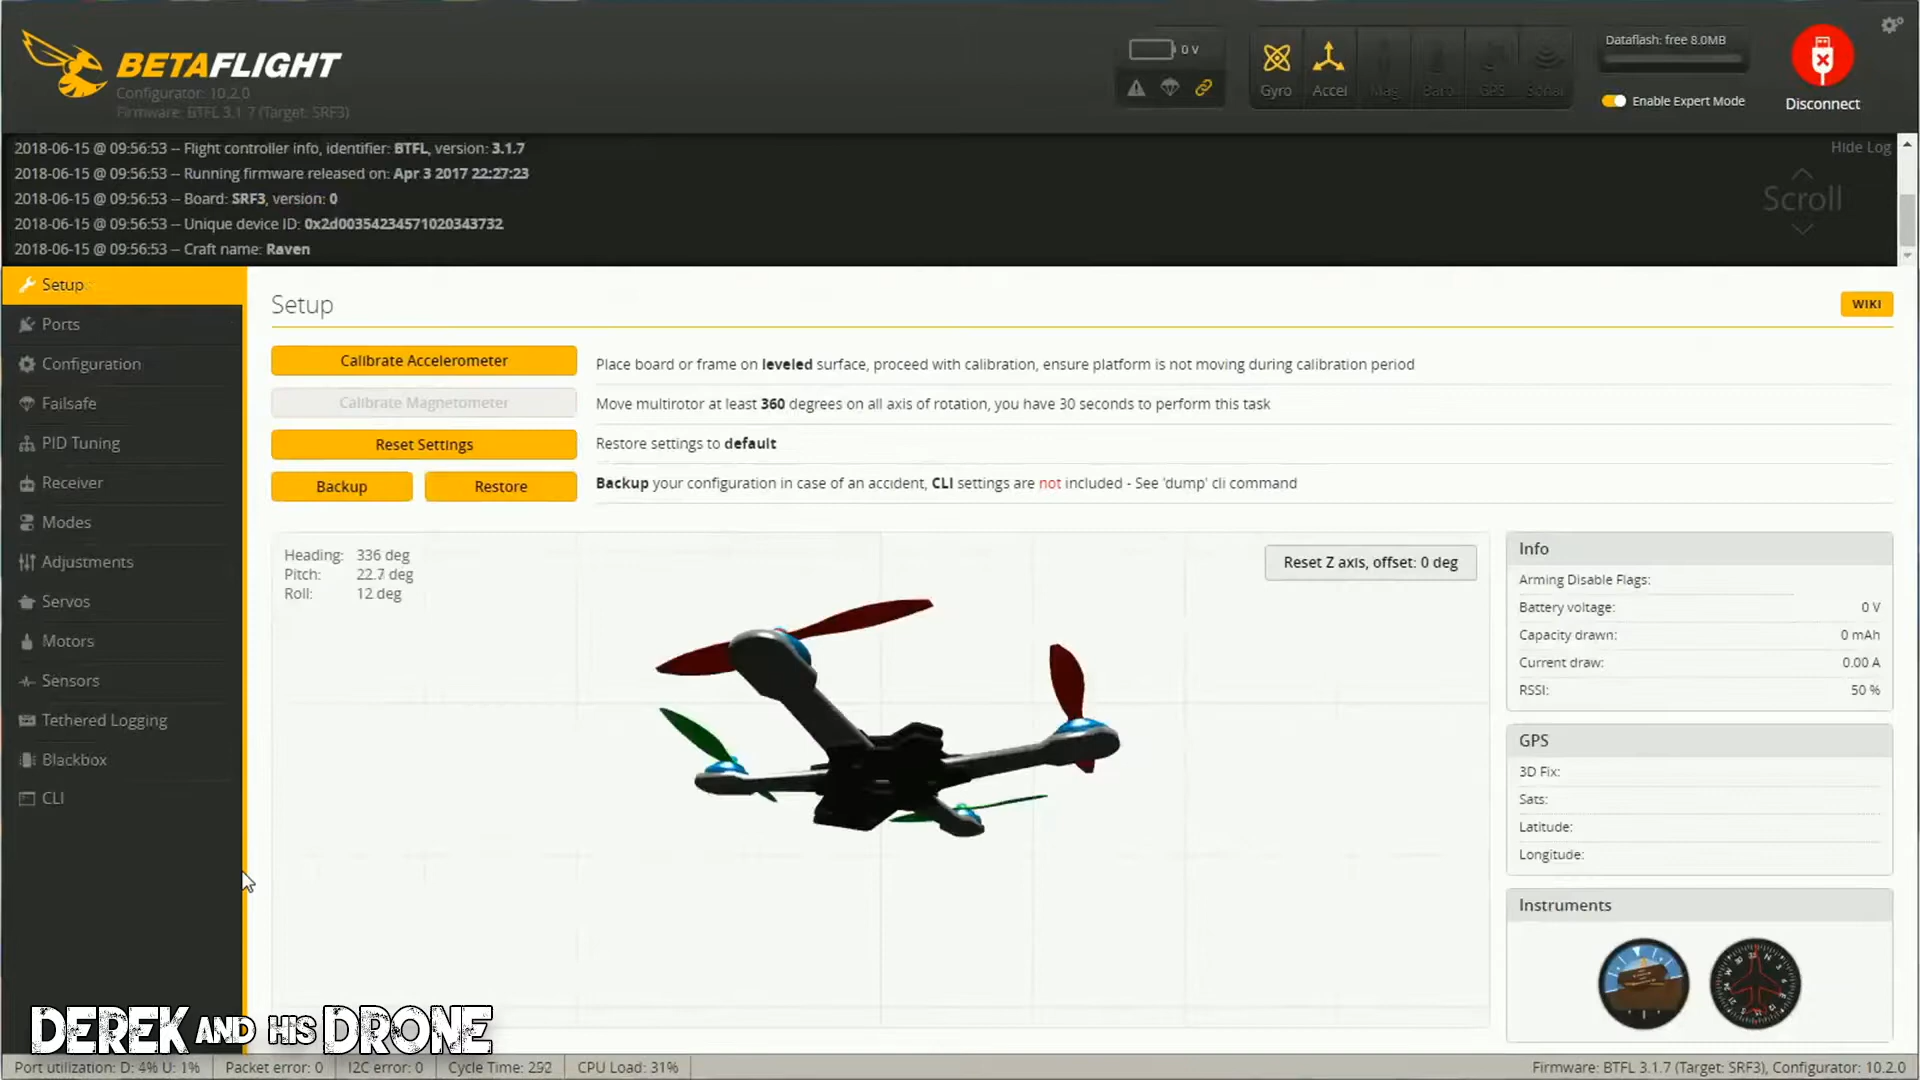 BETAFLIGHT
Configurator: 10.2.0
Firmware: BTFL 3.1.7 (Target: SRF3)
0 V
Gyro
Accel
Mag
Baro
GPS
Sonar
Dataflash: free 8.0MB
Enable Expert Mode
Disconnect
2018-06-15 @ 09:56:53 -- Flight controller info, identifier: BTFL, version: 3.1.7
2018-06-15 @ 09:56:53 -- Running firmware released on: Apr 3 2017 22:27:23
2018-06-15 @ 09:56:53 -- Board: SRF3, version: 0
2018-06-15 @ 09:56:53 -- Unique device ID: 0x2d00354234571020343732
2018-06-15 @ 09:56:53 -- Craft name: Raven
Hide Log
Scroll
Setup
Ports
Configuration
Failsafe
PID Tuning
Receiver
Modes
Adjustments
Servos
Motors
Sensors
Tethered Logging
Blackbox
CLI
Setup
WIKI
Calibrate Accelerometer
Place board or frame on leveled surface, proceed with calibration, ensure platform is not moving during calibration period
Calibrate Magnetometer
Move multirotor at least 360 degrees on all axis of rotation, you have 30 seconds to perform this task
Reset Settings
Restore settings to default
Backup
Restore
Backup your configuration in case of an accident, CLI settings are not included - See 'dump' cli command
Heading: 336 deg
Pitch: 22.7 deg
Roll: 12 deg
Reset Z axis, offset: 0 deg
Info
Arming Disable Flags:
Battery voltage: 0 V
Capacity drawn: 0 mAh
Current draw: 0.00 A
RSSI: 50 %
GPS
3D Fix:
Sats:
Latitude:
Longitude:
Instruments
DEREK AND HIS DRONE
Port utilization: D: 4% U: 1%
Packet error: 0
I2C error: 0
Cycle Time: 292
CPU Load: 31%
Firmware: BTFL 3.1.7 (Target: SRF3), Configurator: 10.2.0